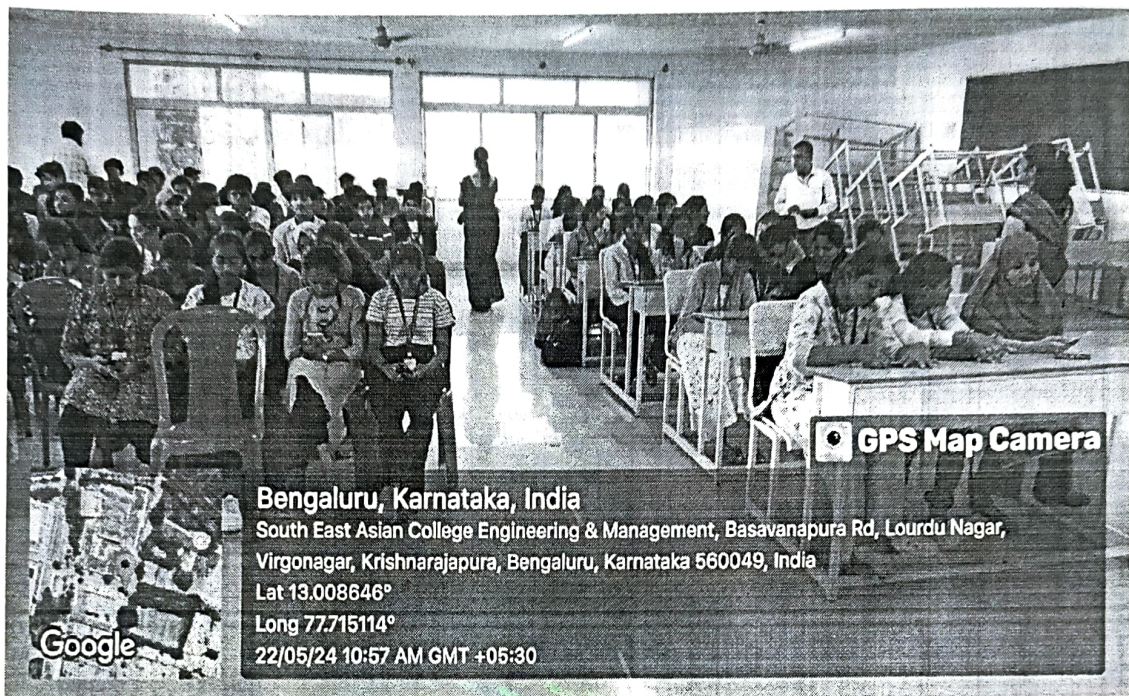 GPS Map Camera
Bengaluru, Karnataka, India
South East Asian College Engineering & Management, Basavanapura Rd, Lourdu Nagar,
Virgonagar, Krishnarajapura, Bengaluru, Karnataka 560049, India
Lat 13.008646°
Long 77.715114°
22/05/24 10:57 AM GMT +05:30
Google